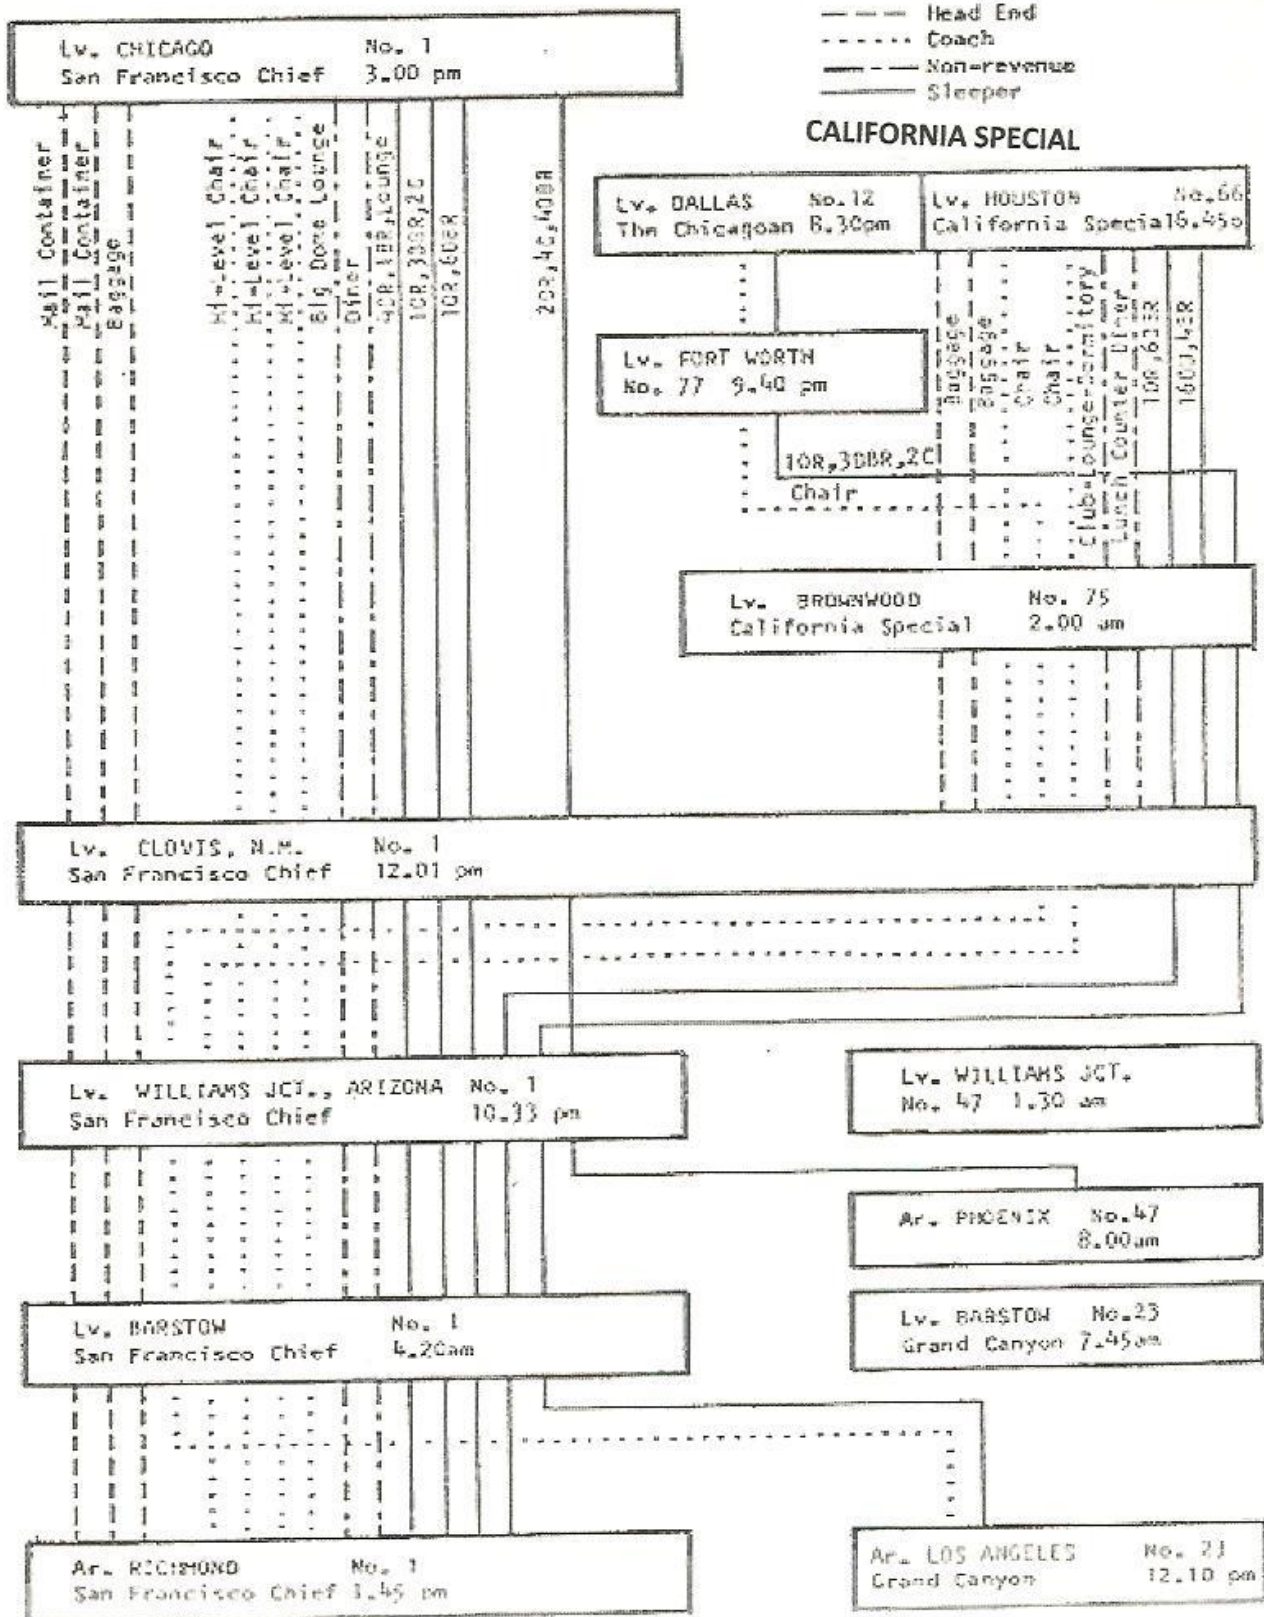 Head End
Coach
Non-revenue
Sleeper
CALIFORNIA SPECIAL
Lv. CHICAGO No. 1
San Francisco Chief 3.00 pm
Mail Container
Mail Container
Baggage
Hi-Level Chair
Hi-Level Chair
Hi-Level Chair
Big Dome Lounge
Diner
4DR,1BR,Lounge
10R,3DBR,2C
10R,6DBR
2DR,4C,4DBR
Lv. DALLAS No.12
The Chicagoan 8.30pm
Lv. HOUSTON No.66
California Special
Lv. FORT WORTH
No. 77 9.40 pm
Baggage
Baggage
Chair
Chair
Club-Lounge-Dormitory
Lunch Counter Diner
10R,6DBR
10R,3DBR,2C
Chair
Lv. BROWNWOOD No. 75
California Special 2.00 am
Lv. CLOVIS, N.M. No. 1
San Francisco Chief 12.01 pm
Lv. WILLIAMS JCT., ARIZONA No. 1
San Francisco Chief 10.33 pm
Lv. WILLIAMS JCT.
No. 47 1.30 am
Ar. PHOENIX No.47
8.00am
Lv. BARSTOW No. 1
San Francisco Chief 4.20am
Lv. BARSTOW No.23
Grand Canyon 7.45am
Ar. RICHMOND No. 1
San Francisco Chief pm
Ar. LOS ANGELES No. 23
Grand Canyon 12.10 pm